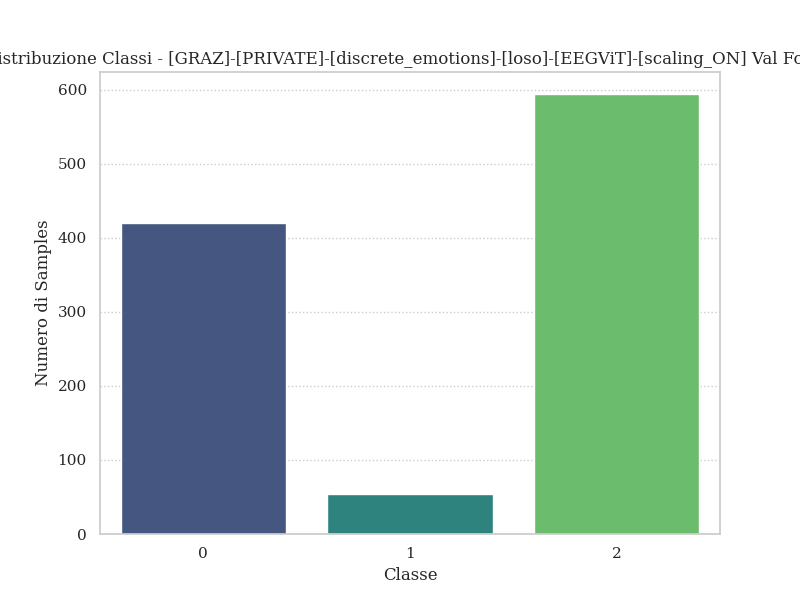 istribuzione Classi - [GRAZ]-[PRIVATE]-[discrete_emotions]-[loso]-[EEGViT]-[scaling_ON] Val Fo
600
500
400
300
200
100
0
Numero di Samples
0 1 2
Classe